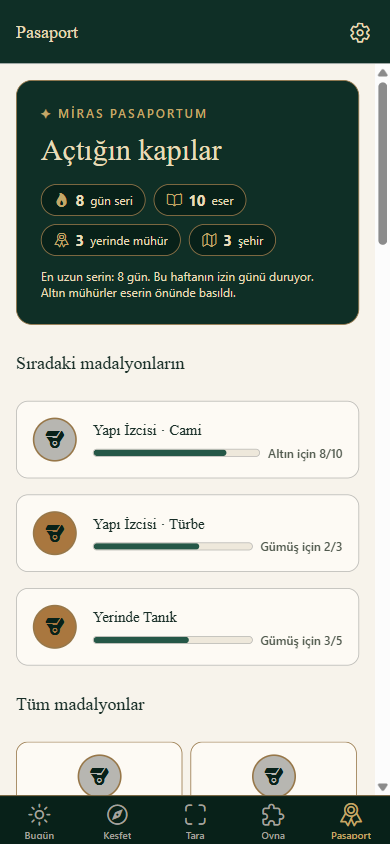 Pasaport
✦ MİRAS PASAPORTUM
Açtığın kapılar
8 gün seri
10 eser
3 yerinde mühür
3 şehir
En uzun serin: 8 gün. Bu haftanın izin günü duruyor.
Altın mühürler eserin önünde basıldı.
Sıradaki madalyonların
Yapı İzcisi · Cami
Altın için 8/10
Yapı İzcisi · Türbe
Gümüş için 2/3
Yerinde Tanık
Gümüş için 3/5
Tüm madalyonlar
Bugün
Keşfet
Tara
Oyna
Pasaport